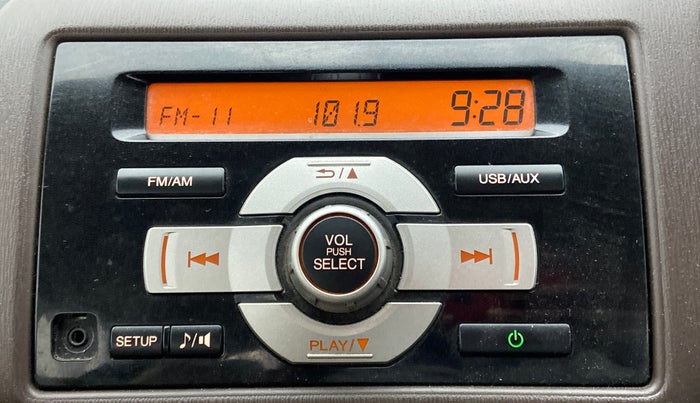 FM-11 101.9 9:28
FM/AM
USB/AUX
VOL
PUSH
SELECT
SETUP
PLAY/